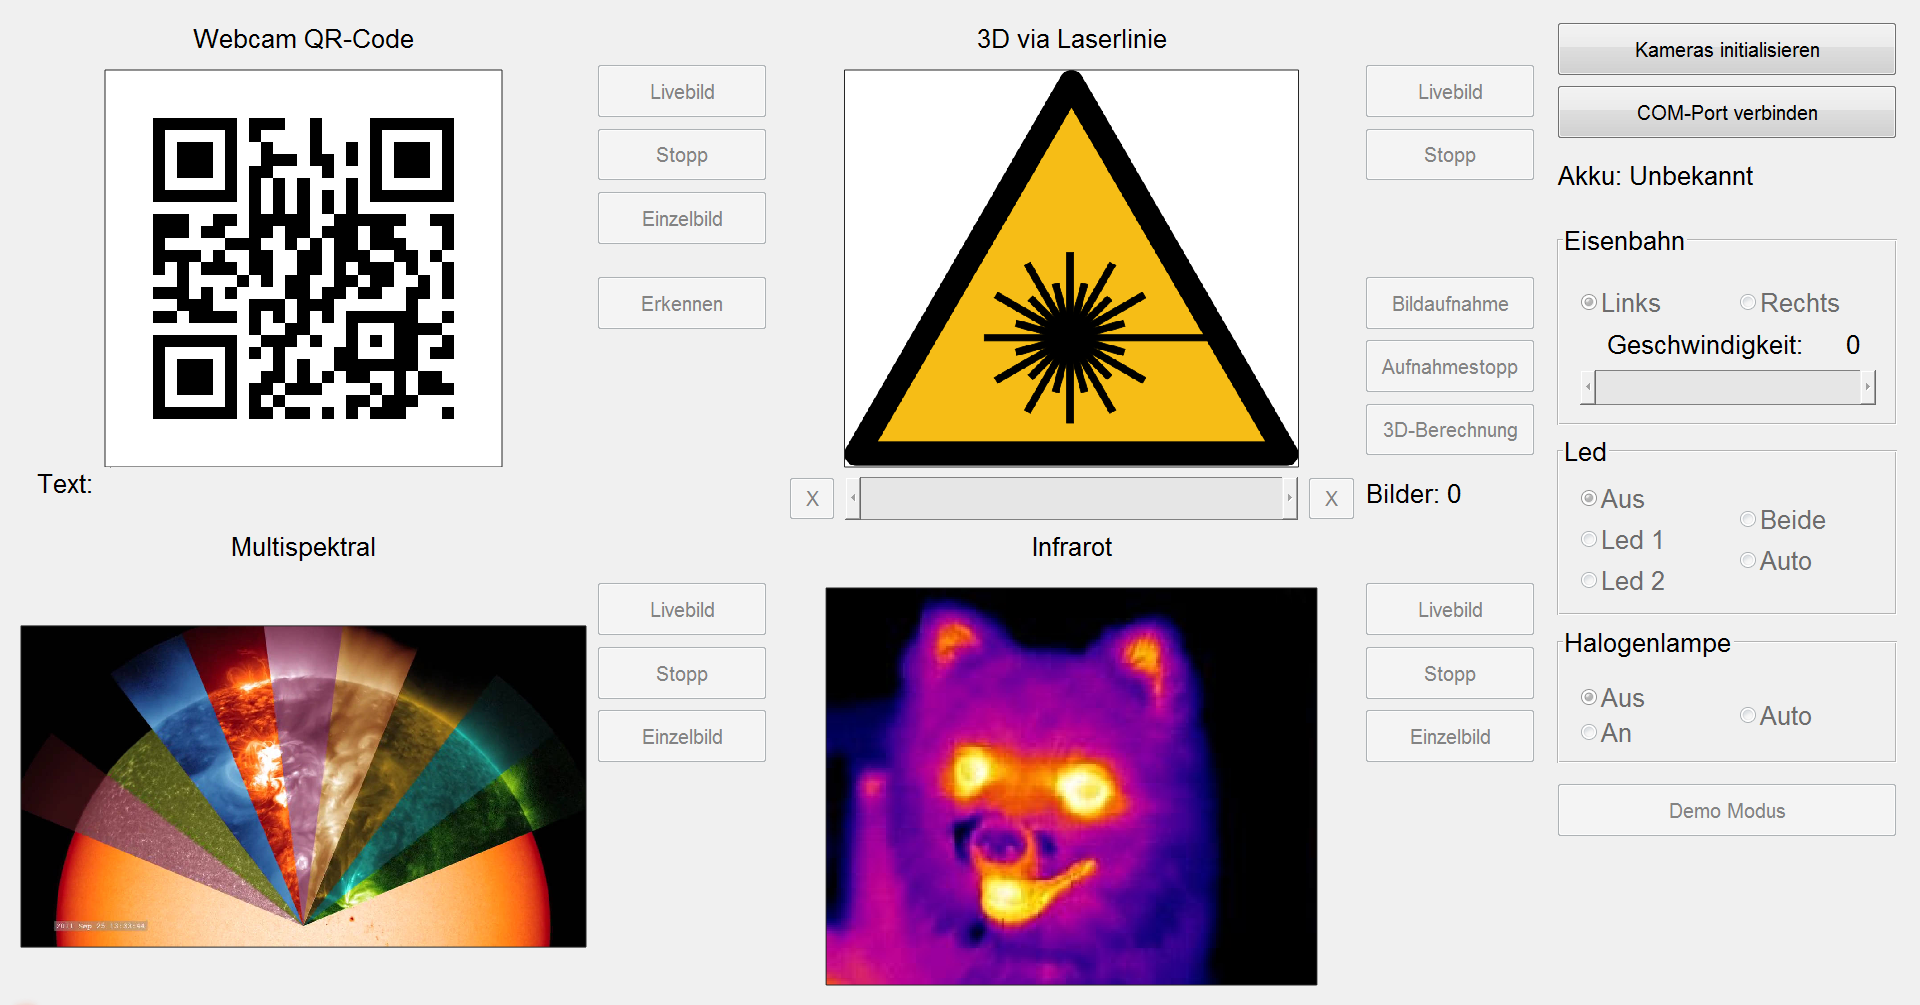 Webcam QR-Code
Livebild
Stopp
Einzelbild
Erkennen
Text:
3D via Laserlinie
Livebild
Stopp
Bildaufnahme
Aufnahmestopp
3D-Berechnung
X
X
Bilder: 0
Multispektral
Livebild
Stopp
Einzelbild
Infrarot
Livebild
Stopp
Einzelbild
Kameras initialisieren
COM-Port verbinden
Akku: Unbekannt
Eisenbahn
Links
Rechts
Geschwindigkeit: 0
Led
Aus
Led 1
Led 2
Beide
Auto
Halogenlampe
Aus
An
Auto
Demo Modus